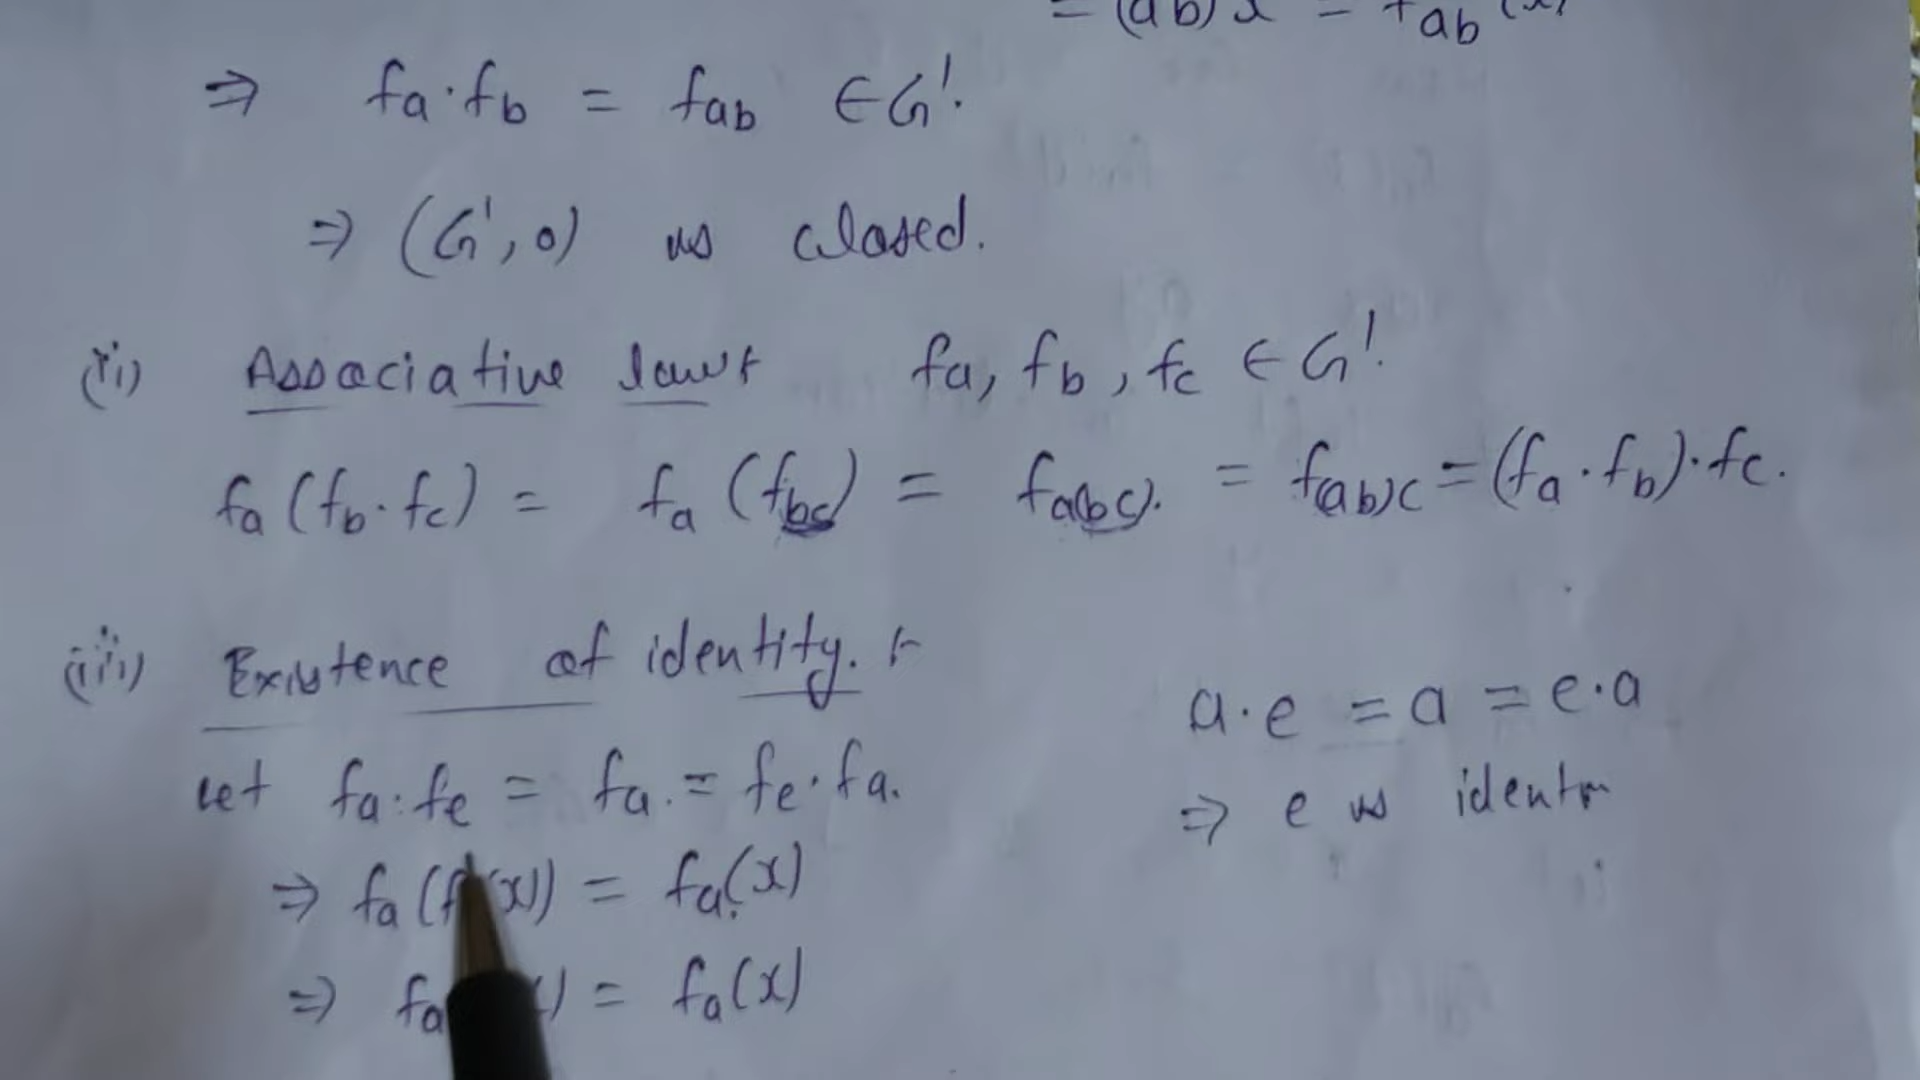 = (ab)x = fab(x)
⇒ fa·fb = fab ∈ G'.
⇒ (G', o) is closed.
(ii) Associative law:- fa, fb, fc ∈ G'.
fa (fb·fc) = fa (fbc) = fa(bc). = f(ab)c = (fa·fb)·fc.
(iii) Existence of identity. :-
a·e = a = e·a
let fa·fe = fa. = fe·fa.
⇒ e is identi
⇒ fa(f(x)) = fa(x)
⇒ fa ) = fa(x)